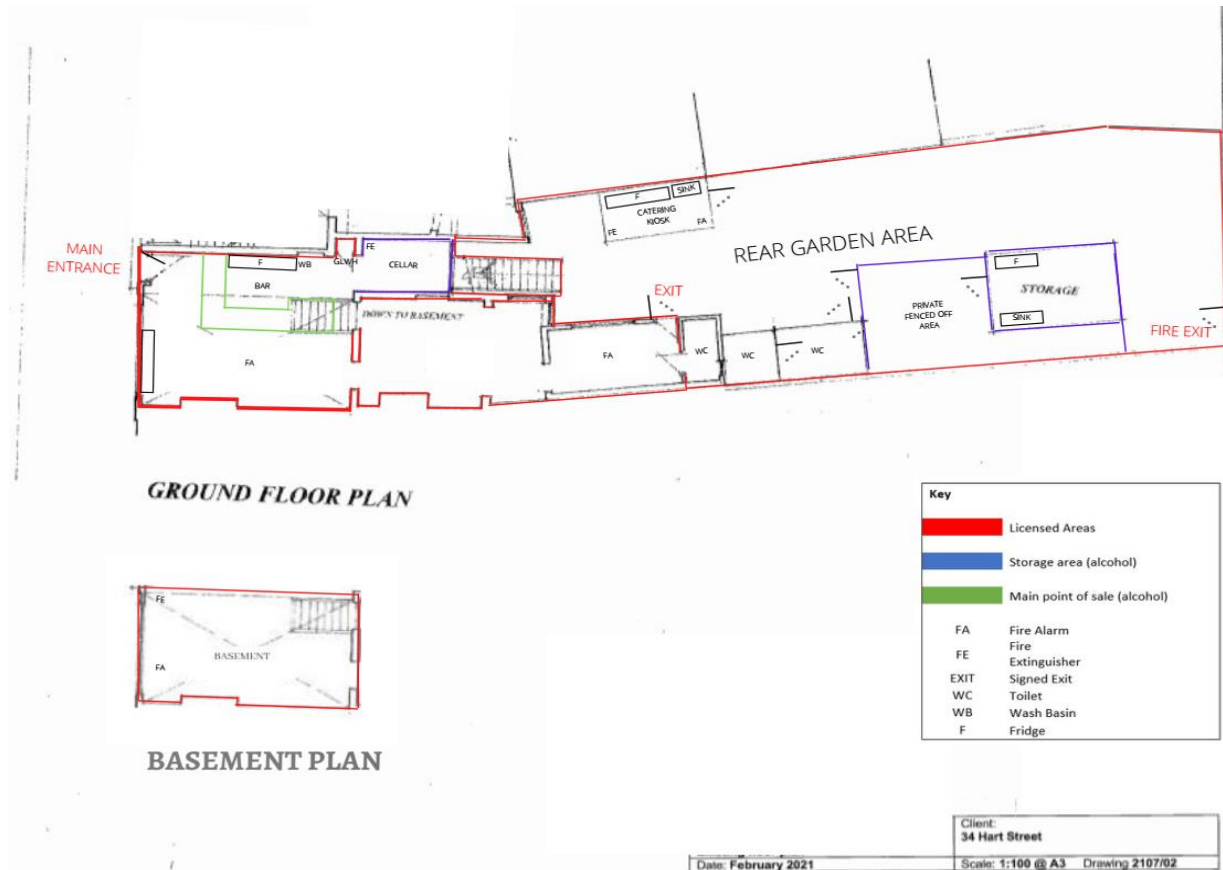 MAIN
ENTRANCE
F
WB
GLWH
FE
CELLAR
BAR
DOWN TO BASEMENT
FA
FA
EXIT
WC
WC
WC
F
SINK
CATERING
KIOSK
FE
FA
REAR GARDEN AREA
PRIVATE
FENCED OFF
AREA
F
STORAGE
SINK
FIRE EXIT
GROUND FLOOR PLAN
FE
BASEMENT
FA
BASEMENT PLAN
Key
Licensed Areas
Storage area (alcohol)
Main point of sale (alcohol)
FA Fire Alarm
FE Fire
Extinguisher
EXIT Signed Exit
WC Toilet
WB Wash Basin
F Fridge
Client:
34 Hart Street
Date: February 2021
Scale: 1:100 @ A3 Drawing 2107/02